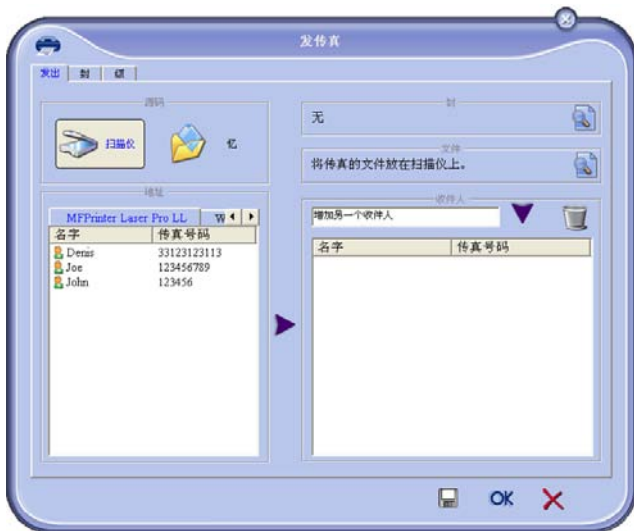 发传真
发出 封 级
源码
扫描仪
亿
地址
MFPrinter Laser Pro LL W
名字 传真号码
Denis 33123123113
Joe 123456789
John 123456
封
无
文件
将传真的文件放在扫描仪上。
收件人
增加另一个收件人
名字 传真号码
OK